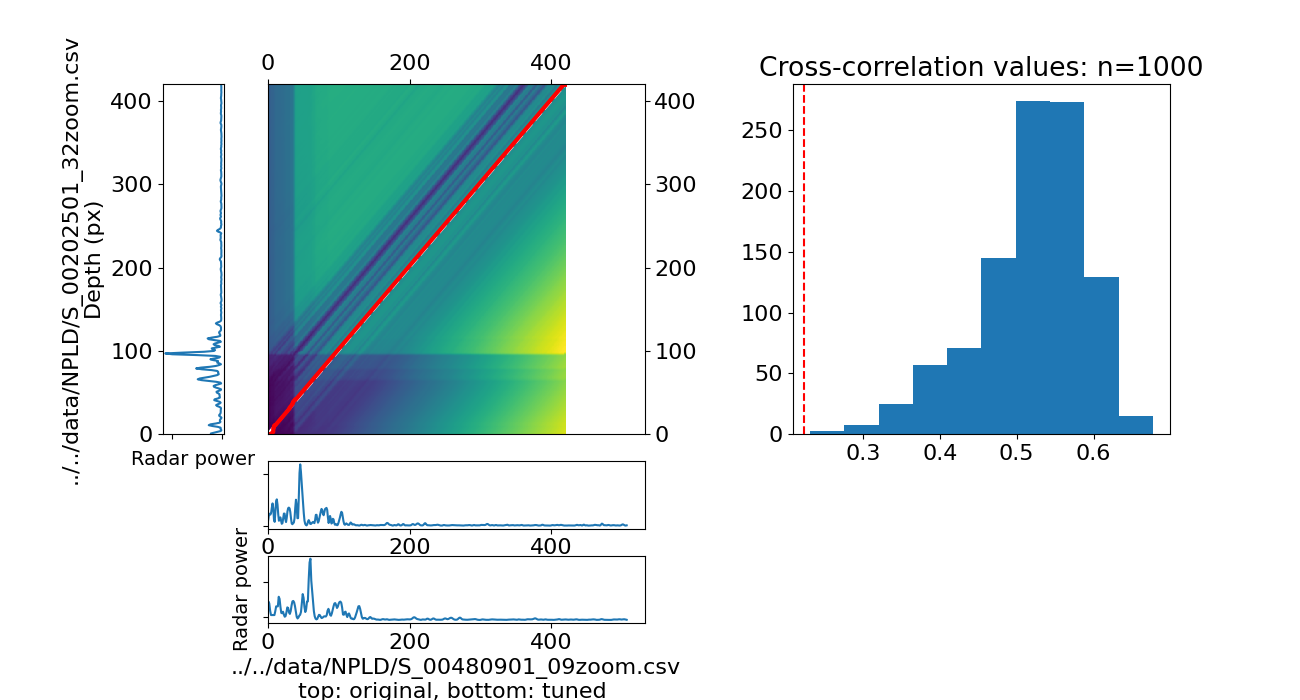 ../../data/NPLD/S_00202501_32zoom.csv
Depth (px)
400
300
200
100
0
Radar power
0 200 400
400
300
200
100
0
0 200 400
Radar power
0 200 400
../../data/NPLD/S_00480901_09zoom.csv
top: original, bottom: tuned
Cross-correlation values: n=1000
250
200
150
100
50
0
0.3 0.4 0.5 0.6